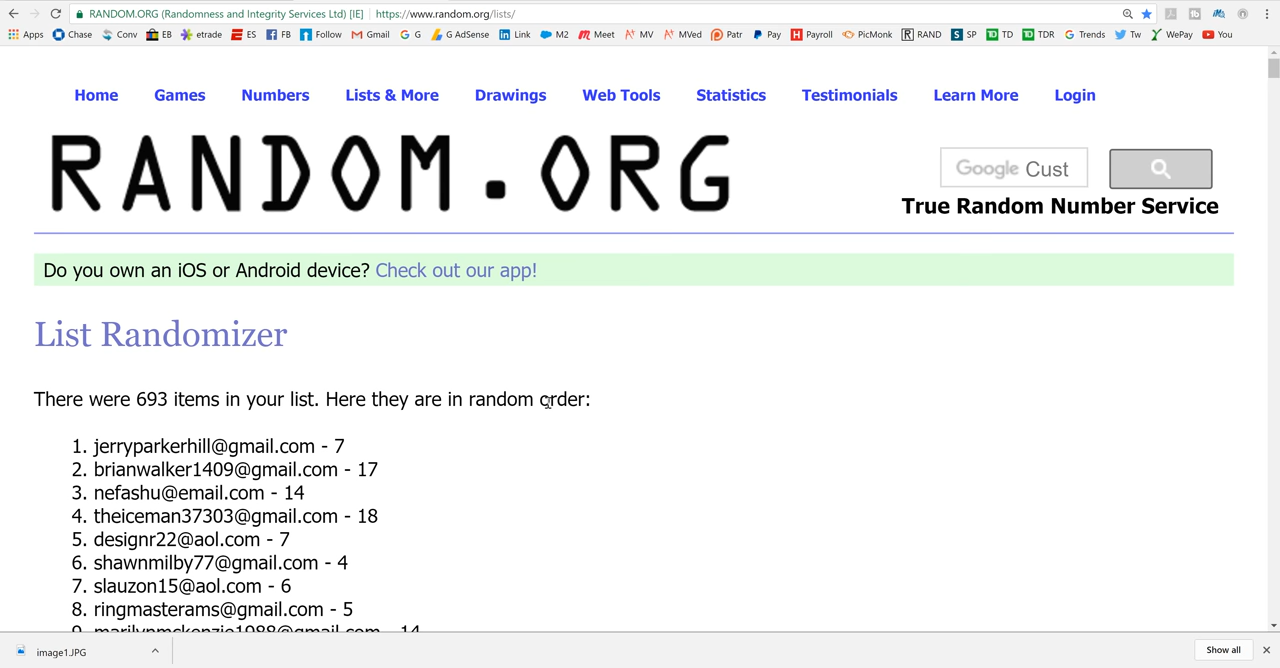 RANDOM.ORG (Randomness and Integrity Services Ltd) [IE] | https://www.random.org/lists/
Apps Chase Conv EB etrade ES FB Follow Gmail G G AdSense Link M2 Meet MV MVed Patr Pay Payroll PicMonk RAND SP TD TDR Trends Tw WePay You
Home Games Numbers Lists & More Drawings Web Tools Statistics Testimonials Learn More Login
RANDOM.ORG
Google Cust
True Random Number Service
Do you own an iOS or Android device? Check out our app!
List Randomizer
There were 693 items in your list. Here they are in random order:
1. jerryparkerhill@gmail.com - 7
2. brianwalker1409@gmail.com - 17
3. nefashu@email.com - 14
4. theiceman37303@gmail.com - 18
5. designr22@aol.com - 7
6. shawnmilby77@gmail.com - 4
7. slauzon15@aol.com - 6
8. ringmasterams@gmail.com - 5
9. marilynmckenzie1988@gmail.com - 14
image1.JPG Show all